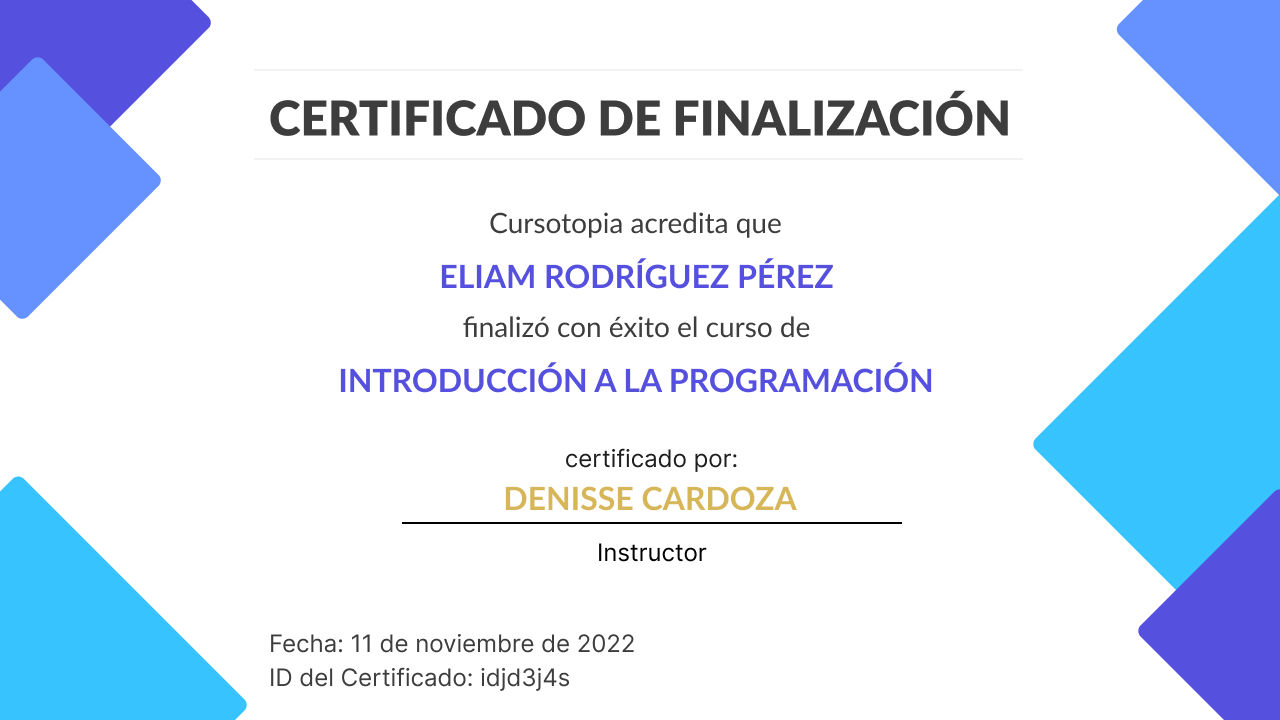 CERTIFICADO DE FINALIZACIÓN
Cursotopia acredita que
ELIAM RODRÍGUEZ PÉREZ
finalizó con éxito el curso de
INTRODUCCIÓN A LA PROGRAMACIÓN
certificado por:
DENISSE CARDOZA
Instructor
Fecha: 11 de noviembre de 2022
ID del Certificado: idjd3j4s